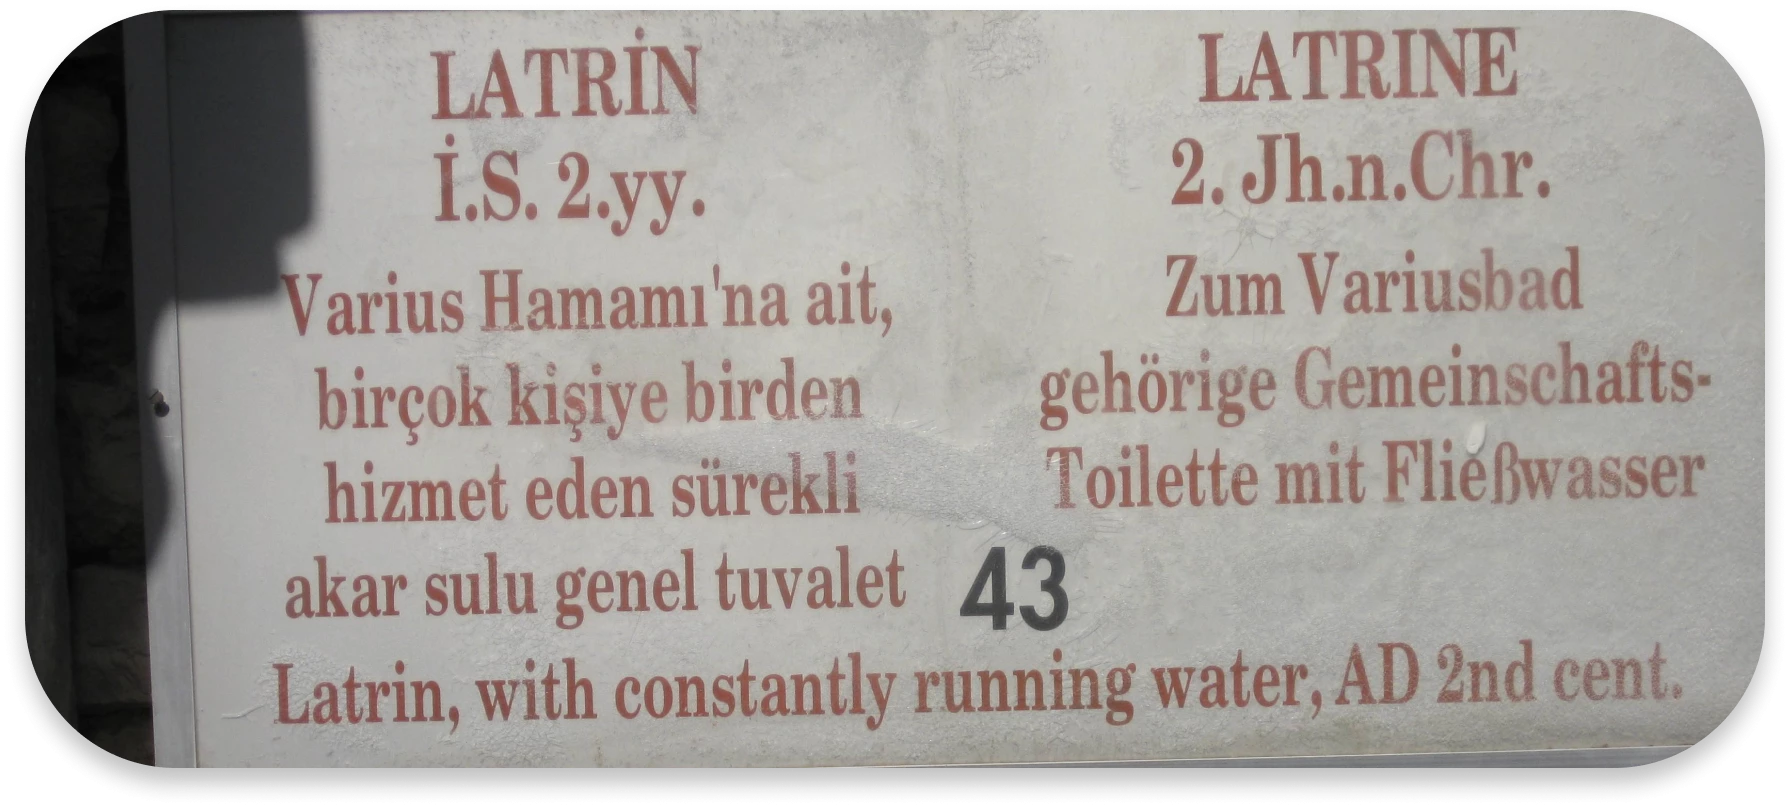 LATRİN
İ.S. 2.yy.
Varius Hamamı'na ait,
birçok kişiye birden
hizmet eden sürekli
akar sulu genel tuvalet
LATRINE
2. Jh.n.Chr.
Zum Variusbad
gehörige Gemeinschafts-
Toilette mit Fließwasser
43
Latrin, with constantly running water, AD 2nd cent.